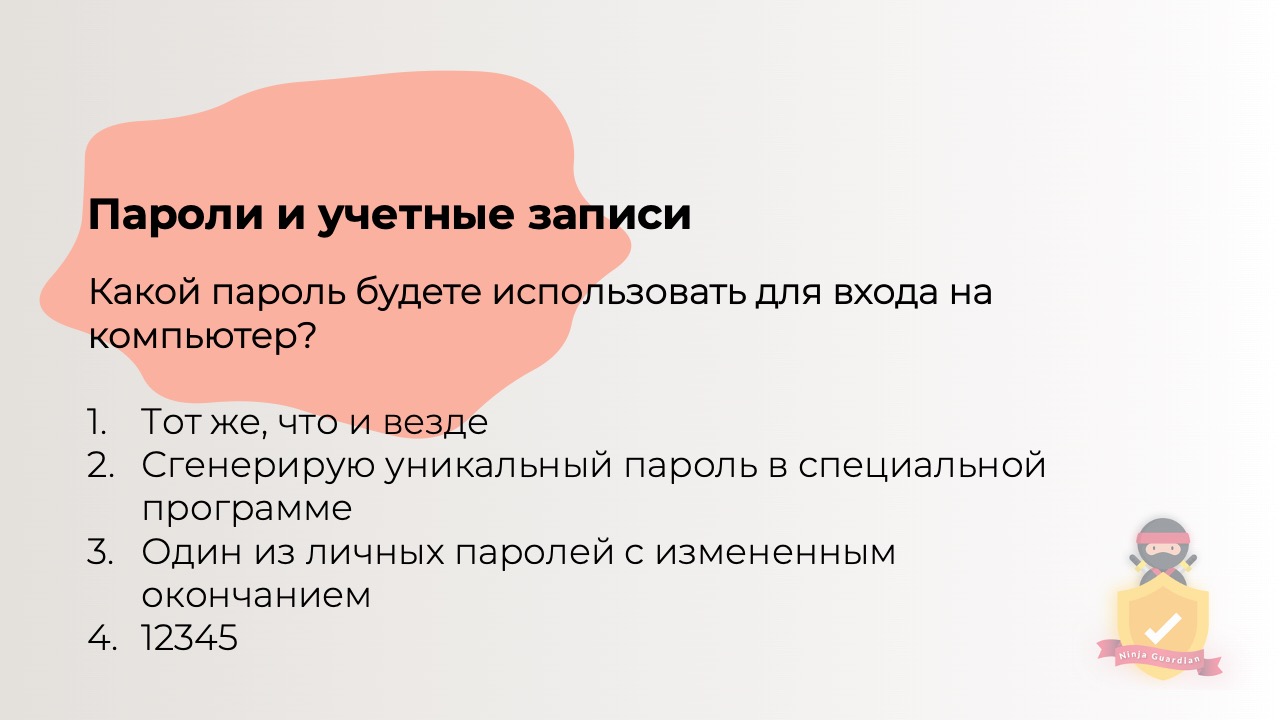 Пароли и учетные записи
Какой пароль будете использовать для входа на
компьютер?
1. Тот же, что и везде
2. Сгенерирую уникальный пароль в специальной
программе
3. Один из личных паролей с измененным
окончанием
4. 12345
Ninja Guardian